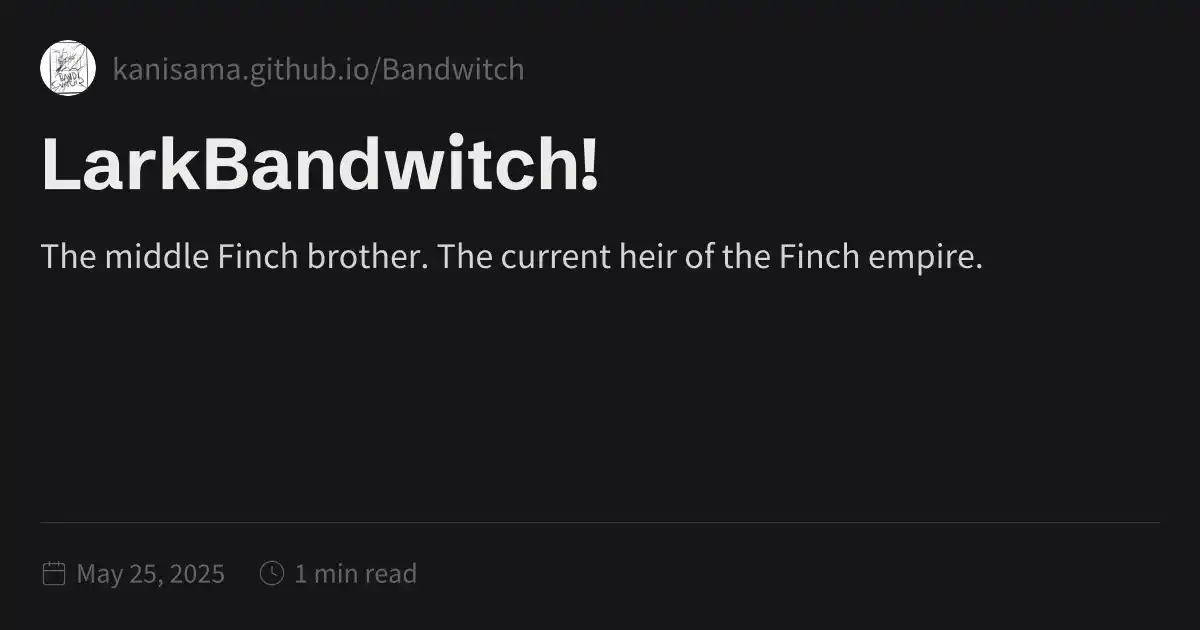 kanisama.github.io/Bandwitch
LarkBandwitch!
The middle Finch brother. The current heir of the Finch empire.
May 25, 2025
1 min read